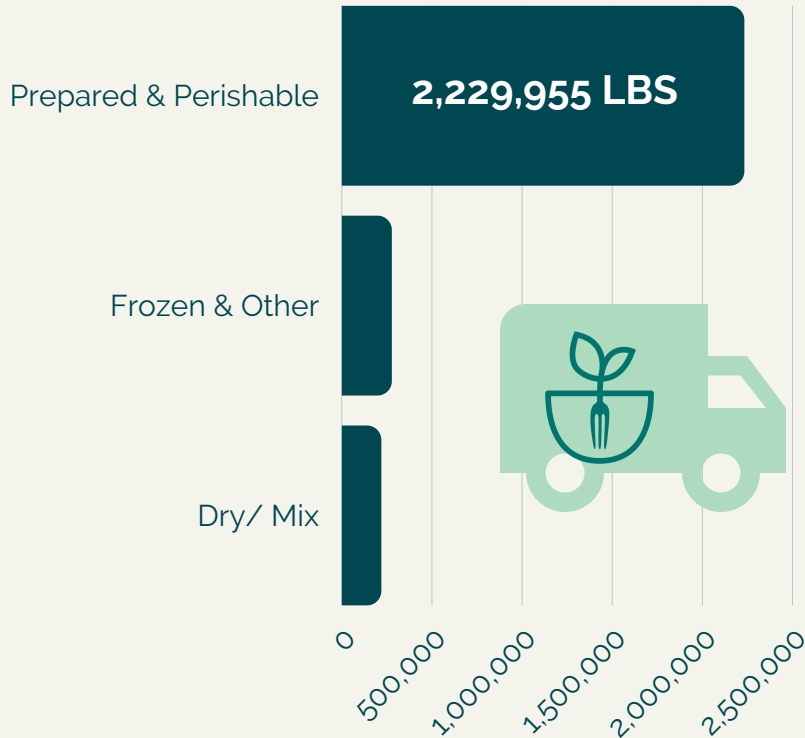 Prepared & Perishable
2,229,955 LBS
Frozen & Other
Dry/ Mix
0
500,000
1,000,000
1,500,000
2,000,000
2,500,000